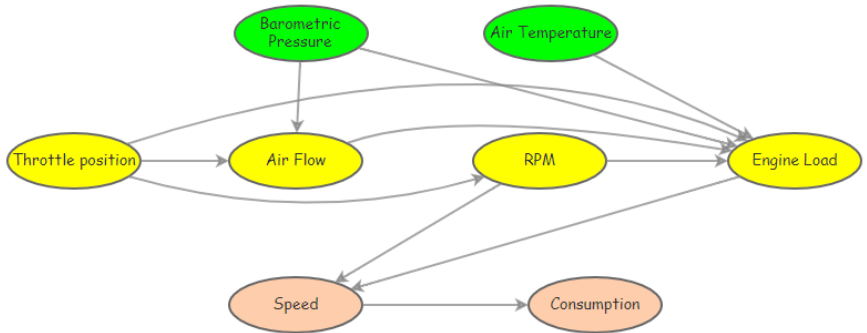 Barometric
Pressure
Air Temperature
Throttle position
Air Flow
RPM
Engine Load
Speed
Consumption